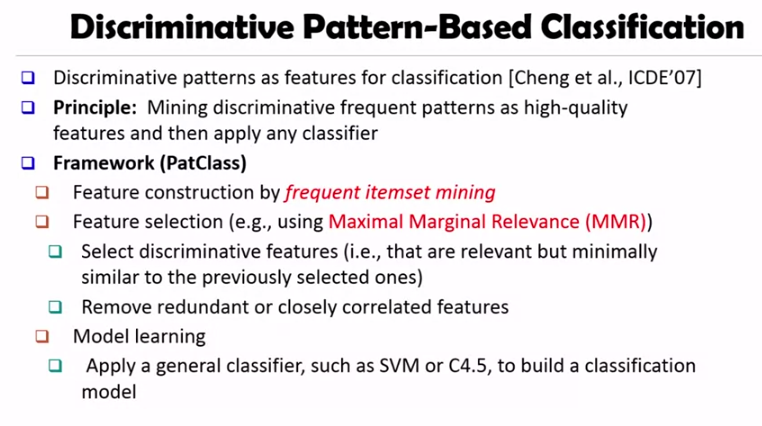 Discriminative Pattern-Based Classification
Discriminative patterns as features for classification [Cheng et al., ICDE'07]
Principle: Mining discriminative frequent patterns as high-quality
features and then apply any classifier
Framework (PatClass)
Feature construction by frequent itemset mining
Feature selection (e.g., using Maximal Marginal Relevance (MMR))
Select discriminative features (i.e., that are relevant but minimally
similar to the previously selected ones)
Remove redundant or closely correlated features
Model learning
Apply a general classifier, such as SVM or C4.5, to build a classification
model